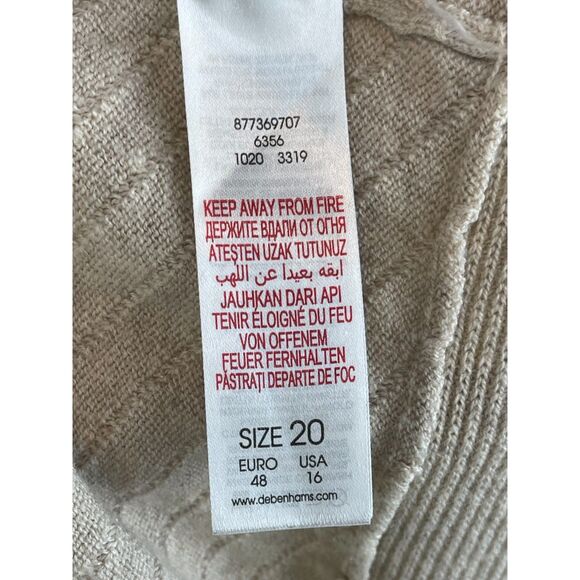 877369707
6356
1020 3319
KEEP AWAY FROM FIRE
ДЕРЖИТЕ ВДАЛИ ОТ ОГНЯ
ATEŞTEN UZAK TUTUNUZ
ابقه بعيدا عن اللهب
JAUHKAN DARI API
TENIR ÉLOIGNÉ DU FEU
VON OFFENEM
FEUER FERNHALTEN
PĂSTRAȚI DEPARTE DE FOC
SIZE 20
EURO USA
48 16
www.debenhams.com